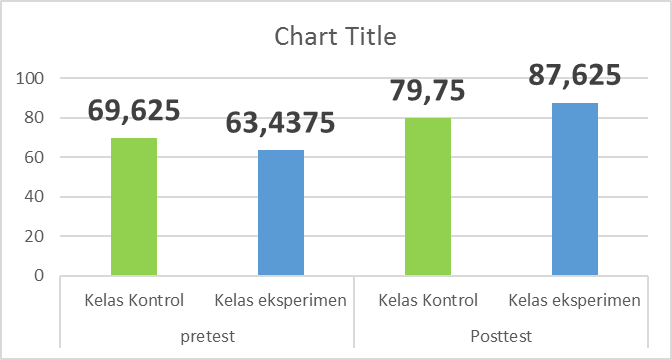 Chart Title
100
80
60
40
20
0
69,625
63,4375
79,75
87,625
Kelas Kontrol
Kelas eksperimen
Kelas Kontrol
Kelas eksperimen
pretest
Posttest